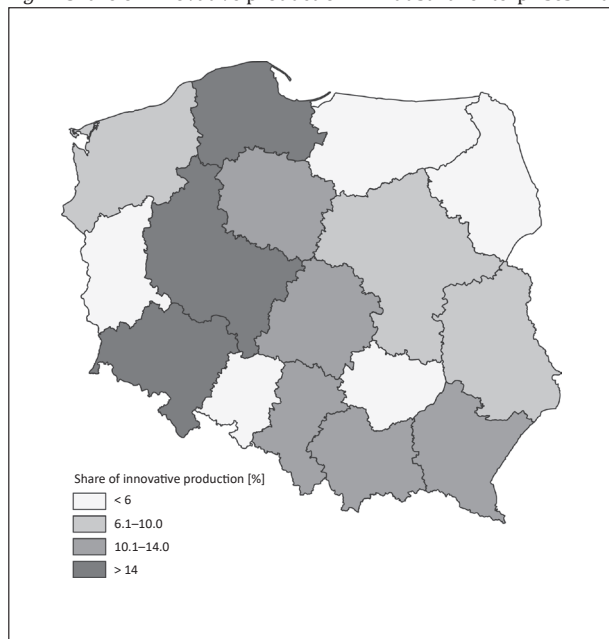 Share of innovative production [%]
< 6
6.1–10.0
10.1–14.0
> 14